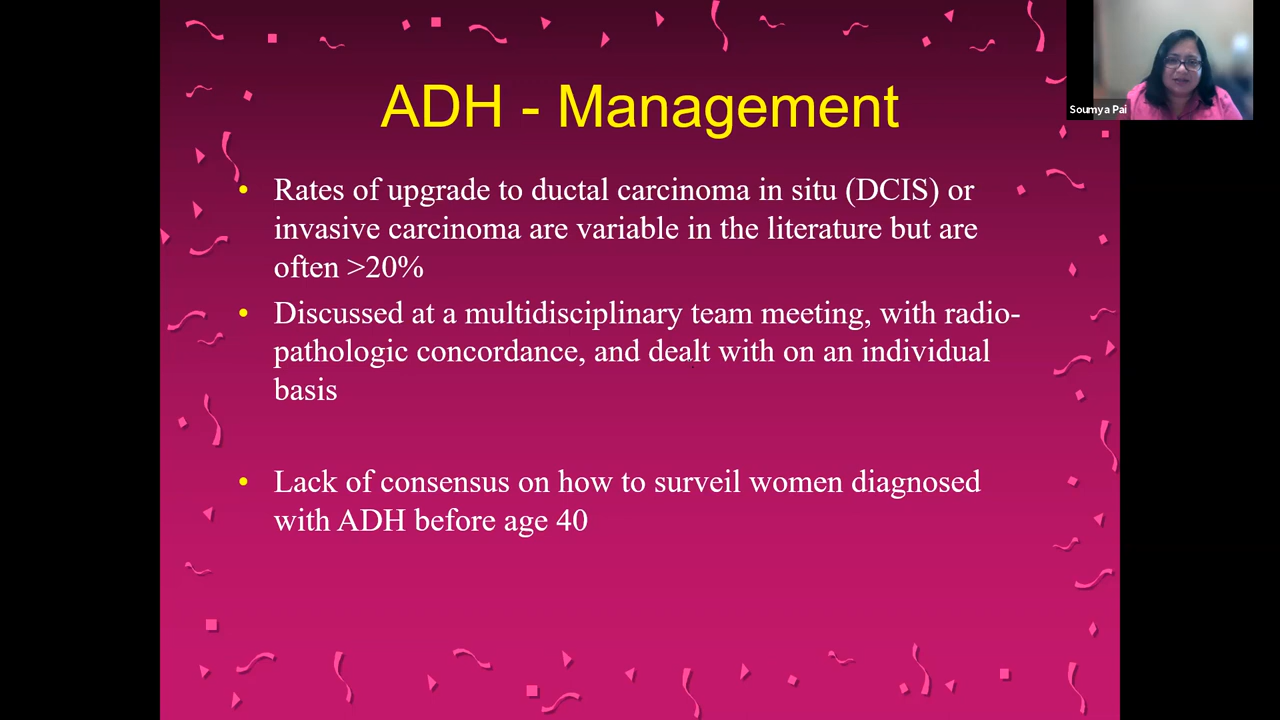 ADH - Management
Soumya Pai
• Rates of upgrade to ductal carcinoma in situ (DCIS) or
invasive carcinoma are variable in the literature but are
often >20%
• Discussed at a multidisciplinary team meeting, with radio-
pathologic concordance, and dealt with on an individual
basis
• Lack of consensus on how to surveil women diagnosed
with ADH before age 40